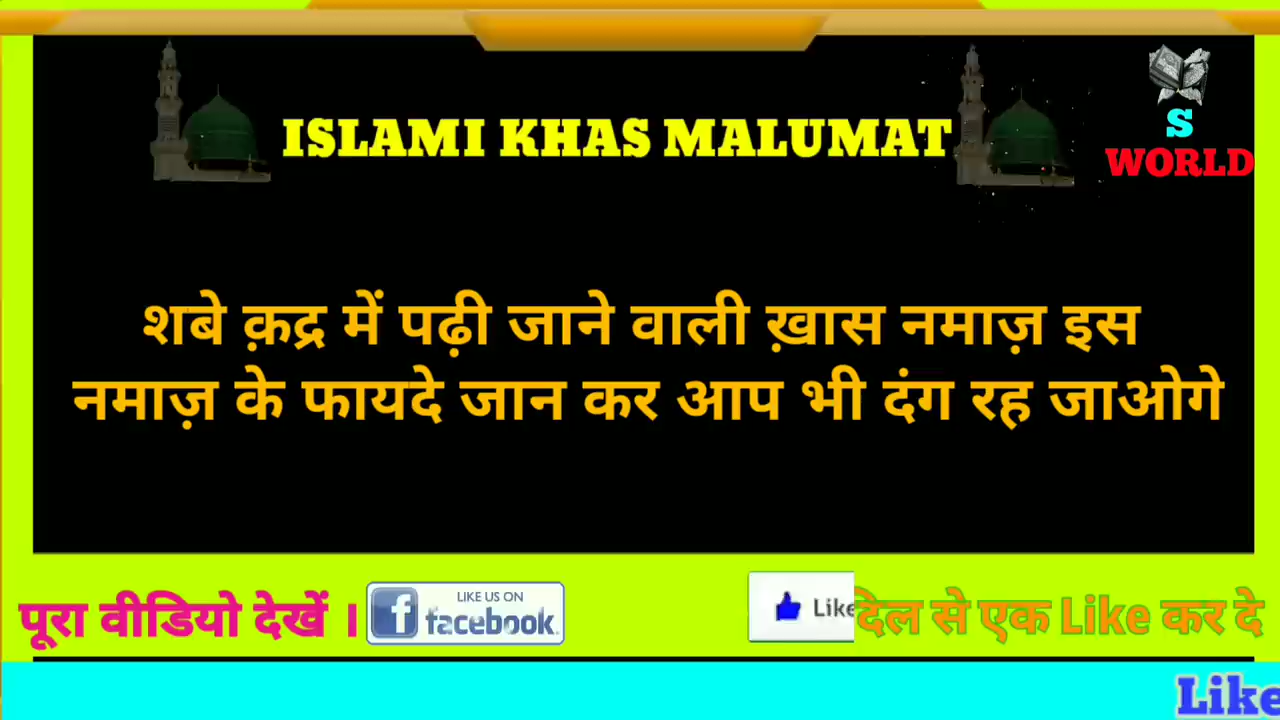 ISLAMI KHAS MALUMAT
S
WORLD
शबे क़द्र में पढ़ी जाने वाली ख़ास नमाज़ इस
नमाज़ के फायदे जान कर आप भी दंग रह जाओगे
पूरा वीडियो देखें ।
LIKE US ON
facebook.
Like
दिल से एक Like कर दे
Like